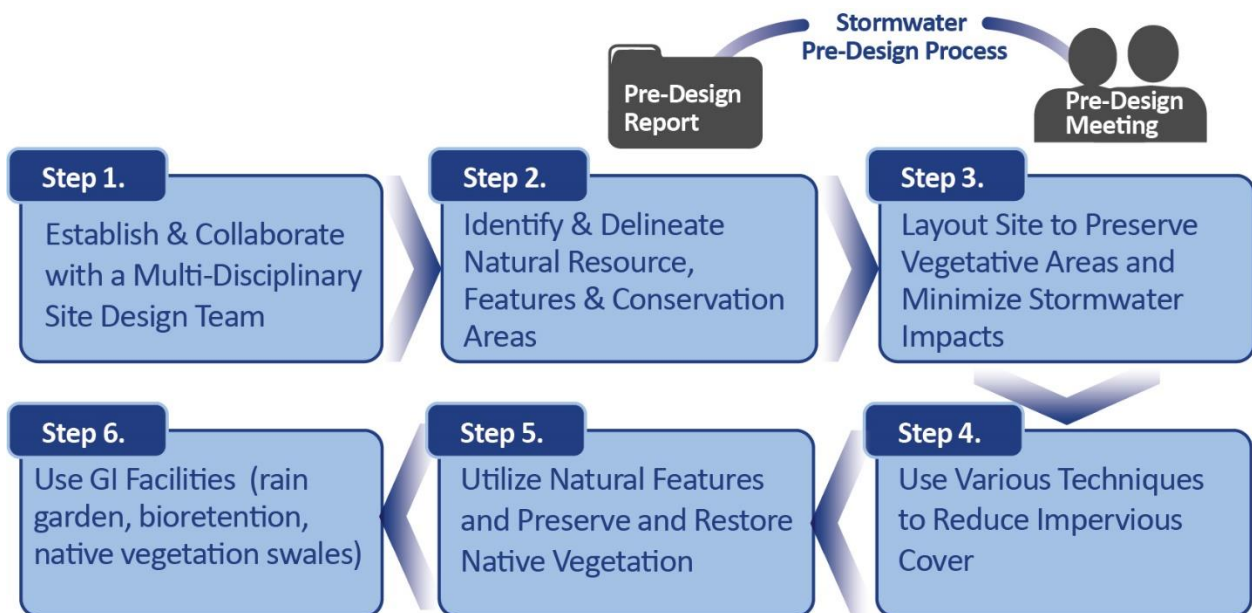 Stormwater
Pre-Design Process
Pre-Design
Report
Pre-Design
Meeting
Step 1.
Establish & Collaborate
with a Multi-Disciplinary
Site Design Team
Step 2.
Identify & Delineate
Natural Resource,
Features & Conservation
Areas
Step 3.
Layout Site to Preserve
Vegetative Areas and
Minimize Stormwater
Impacts
Step 4.
Use Various Techniques
to Reduce Impervious
Cover
Step 5.
Utilize Natural Features
and Preserve and Restore
Native Vegetation
Step 6.
Use GI Facilities (rain
garden, bioretention,
native vegetation swales)